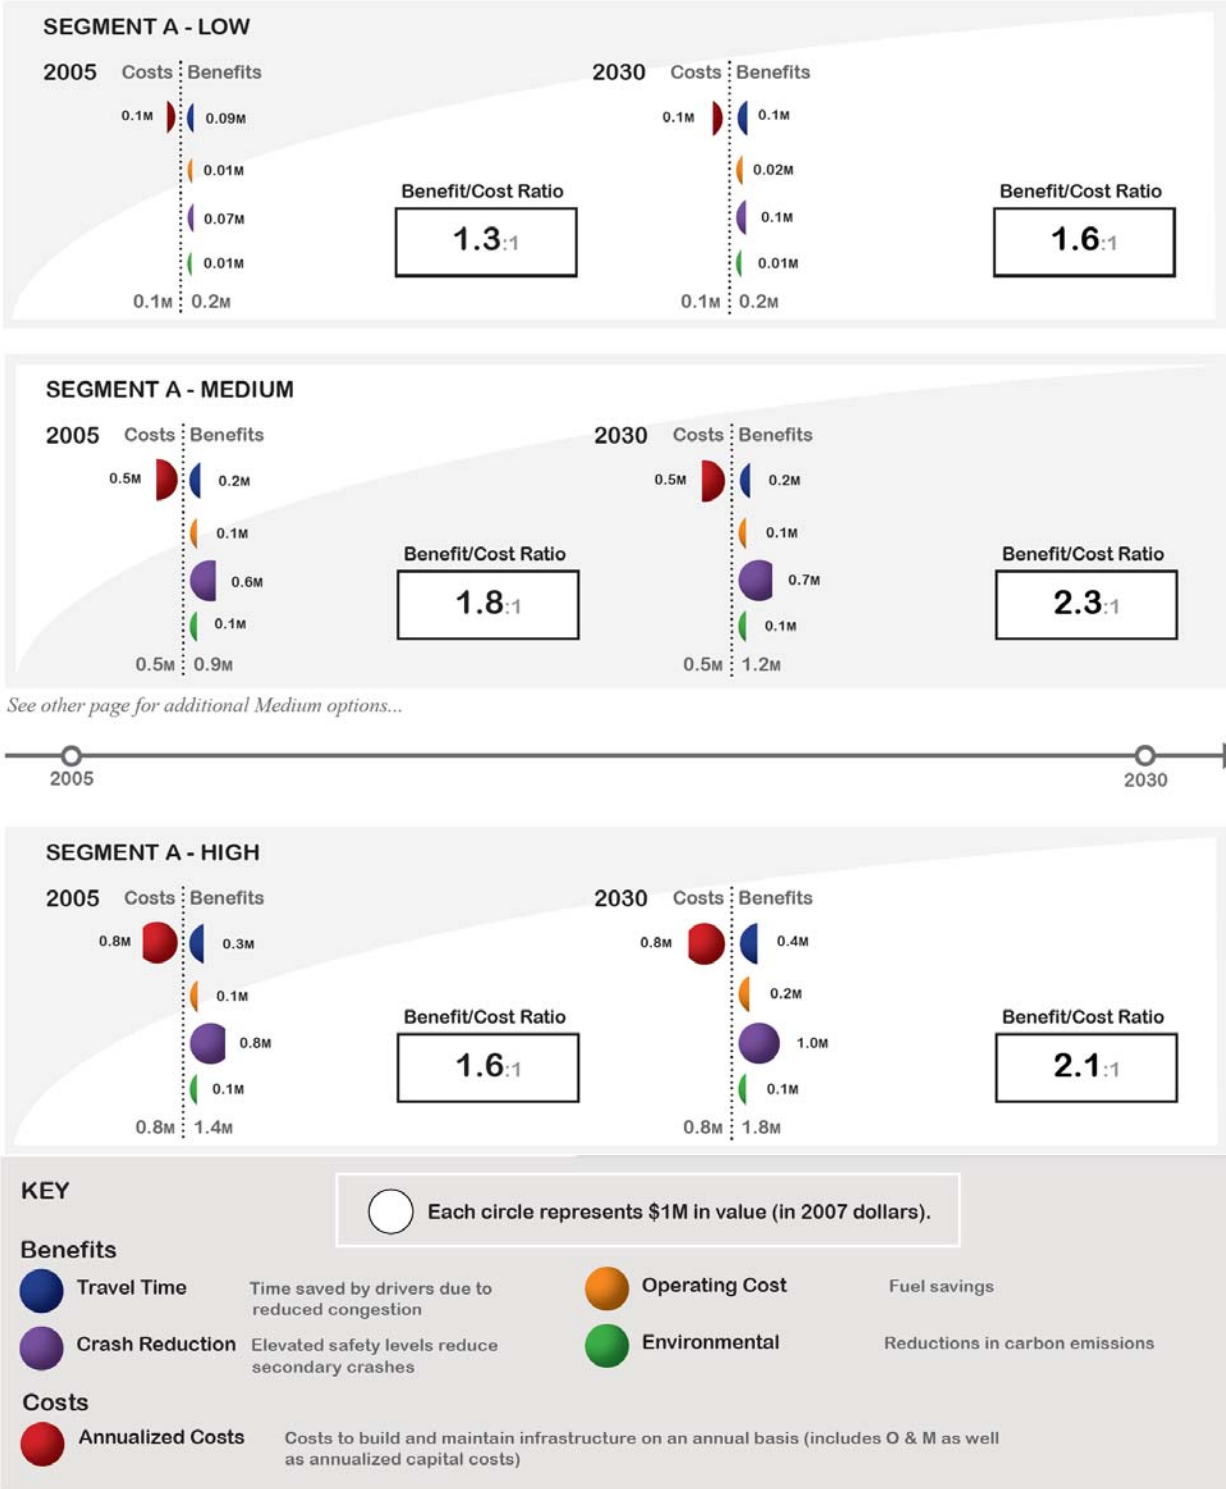 SEGMENT A - LOW
2005 Costs Benefits 2030 Costs Benefits
0.1M 0.09M 0.1M 0.1M
0.01M 0.02M
Benefit/Cost Ratio Benefit/Cost Ratio
0.07M 0.1M
1.3:1 1.6:1
0.01M 0.01M
0.1M 0.2M 0.1M 0.2M
SEGMENT A - MEDIUM
2005 Costs Benefits 2030 Costs Benefits
0.5M 0.2M 0.5M 0.2M
0.1M 0.1M
Benefit/Cost Ratio Benefit/Cost Ratio
0.6M 0.7M
1.8:1 2.3:1
0.1M 0.1M
0.5M 0.9M 0.5M 1.2M
See other page for additional Medium options...
2005 2030
SEGMENT A - HIGH
2005 Costs Benefits 2030 Costs Benefits
0.8M 0.3M 0.8M 0.4M
0.1M 0.2M
Benefit/Cost Ratio Benefit/Cost Ratio
0.8M 1.0M
1.6:1 2.1:1
0.1M 0.1M
0.8M 1.4M 0.8M 1.8M
KEY
Each circle represents $1M in value (in 2007 dollars).
Benefits
Travel Time Time saved by drivers due to reduced congestion
Operating Cost Fuel savings
Crash Reduction Elevated safety levels reduce secondary crashes
Environmental Reductions in carbon emissions
Costs
Annualized Costs Costs to build and maintain infrastructure on an annual basis (includes O & M as well
as annualized capital costs)